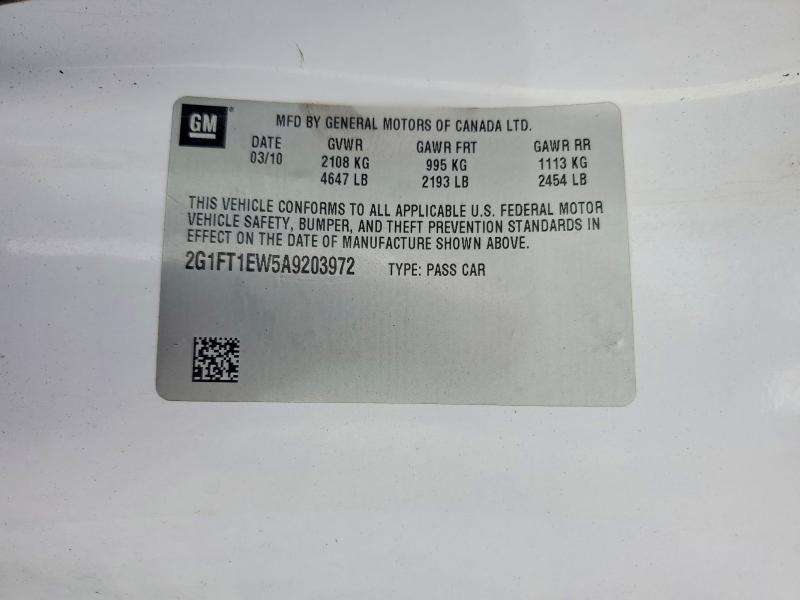 GM
MFD BY GENERAL MOTORS OF CANADA LTD.
DATE GVWR GAWR FRT GAWR RR
03/10 2108 KG 995 KG 1113 KG
4647 LB 2193 LB 2454 LB
THIS VEHICLE CONFORMS TO ALL APPLICABLE U.S. FEDERAL MOTOR
VEHICLE SAFETY, BUMPER, AND THEFT PREVENTION STANDARDS IN
EFFECT ON THE DATE OF MANUFACTURE SHOWN ABOVE.
2G1FT1EW5A9203972 TYPE: PASS CAR